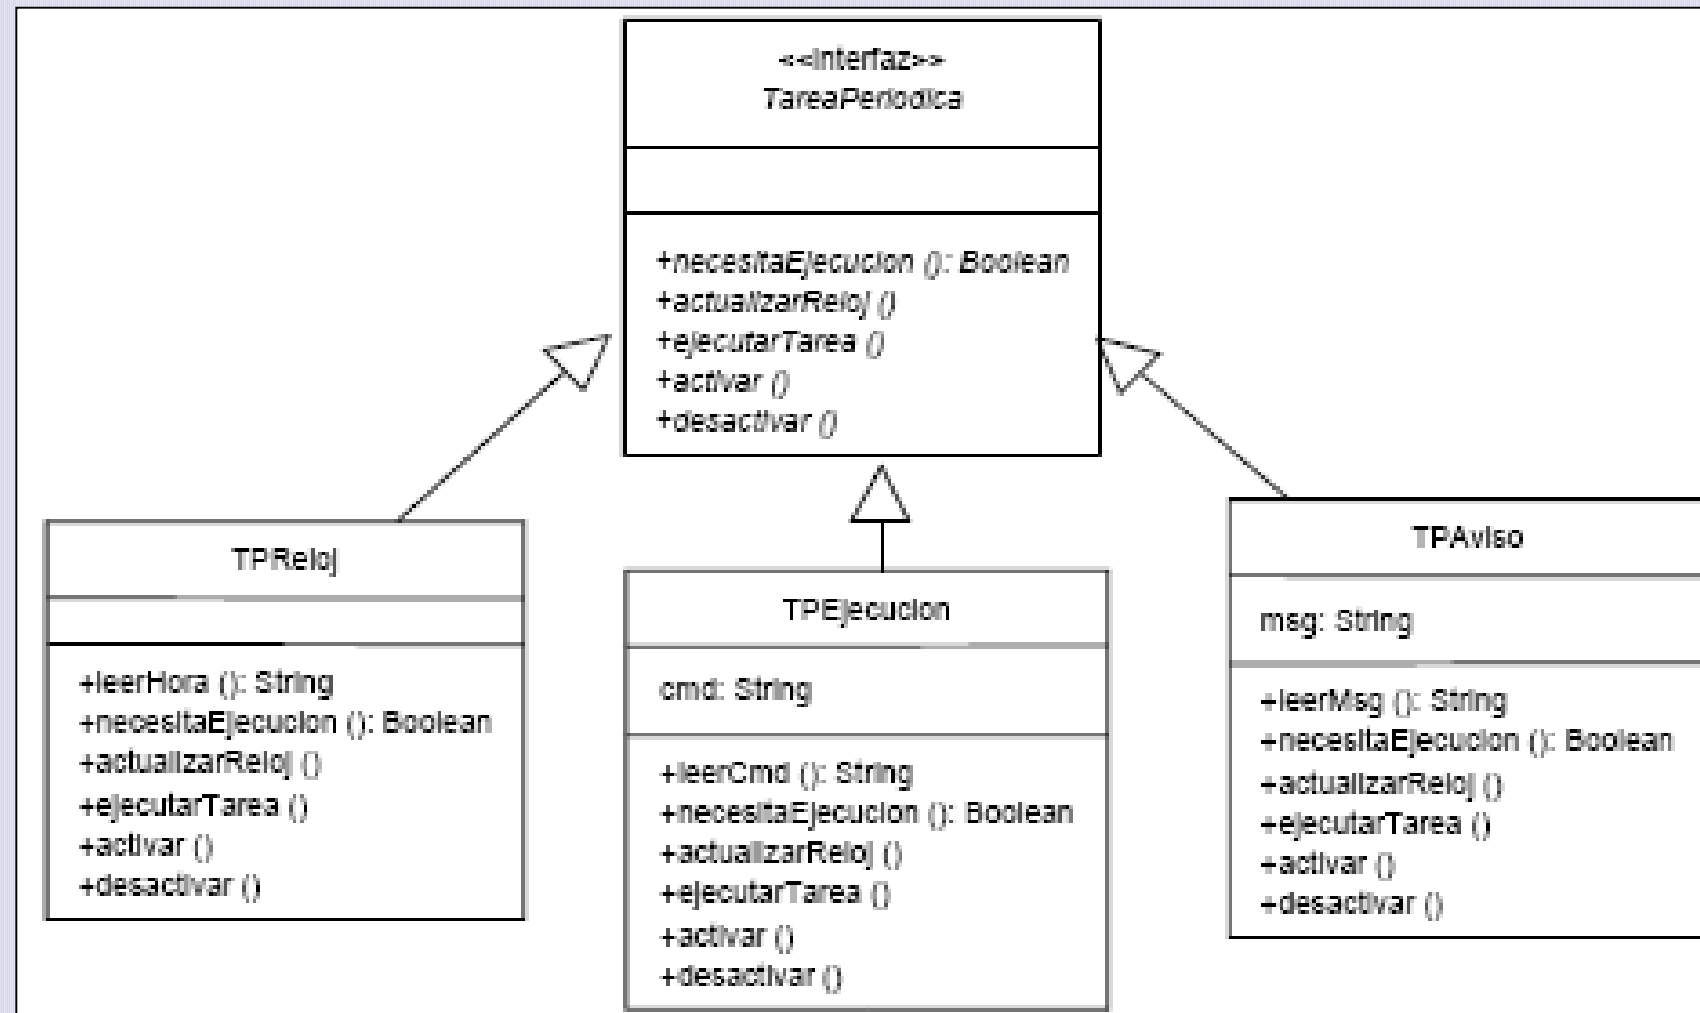 <<Interfaz>>
TareaPeriodica
+necesitaEjecucion (): Boolean
+actualizarReloj ()
+ejecutarTarea ()
+activar ()
+desactivar ()
TPReloj
+leerHora (): String
+necesitaEjecucion (): Boolean
+actualizarReloj ()
+ejecutarTarea ()
+activar ()
+desactivar ()
TPEjecucion
cmd: String
+leerCmd (): String
+necesitaEjecucion (): Boolean
+actualizarReloj ()
+ejecutarTarea ()
+activar ()
+desactivar ()
TPAviso
msg: String
+leerMsg (): String
+necesitaEjecucion (): Boolean
+actualizarReloj ()
+ejecutarTarea ()
+activar ()
+desactivar ()